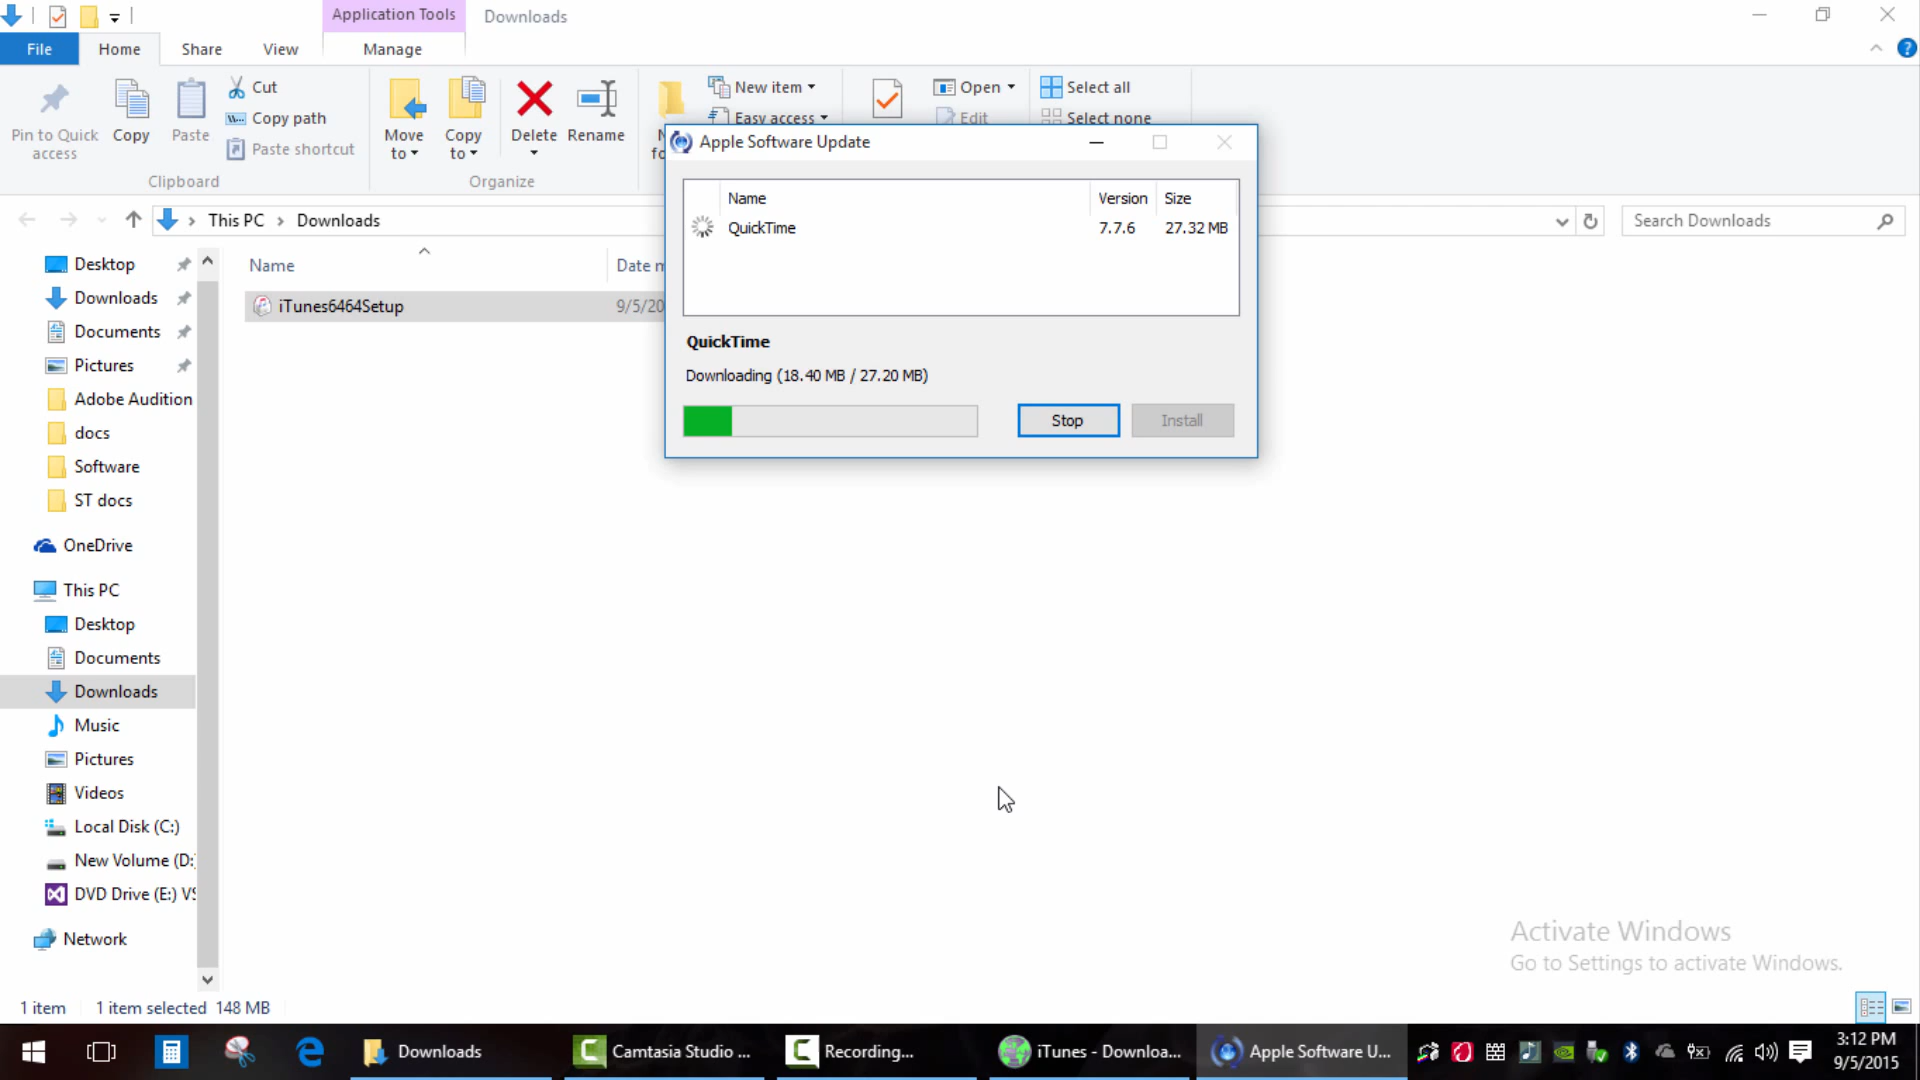 Application Tools
Downloads
File
Home
Share
View
Manage
Pin to Quick access
Copy
Paste
Cut
Copy path
Paste shortcut
Clipboard
Move to
Copy to
Delete
Rename
Organize
New item
Easy access
Open
Edit
Select all
Select none
This PC
Downloads
Search Downloads
Name
iTunes6464Setup
9/5/20
Apple Software Update
Name Version Size
QuickTime 7.7.6 27.32 MB
QuickTime
Downloading (18.40 MB / 27.20 MB)
Stop
Install
Desktop
Downloads
Documents
Pictures
Adobe Audition
docs
Software
ST docs
OneDrive
This PC
Desktop
Documents
Downloads
Music
Pictures
Videos
Local Disk (C:)
New Volume (D:
DVD Drive (E:) VS
Network
Activate Windows
Go to Settings to activate Windows.
1 item 1 item selected 148 MB
Downloads
Camtasia Studio ...
Recording...
iTunes - Downloa...
Apple Software U...
3:12 PM
9/5/2015